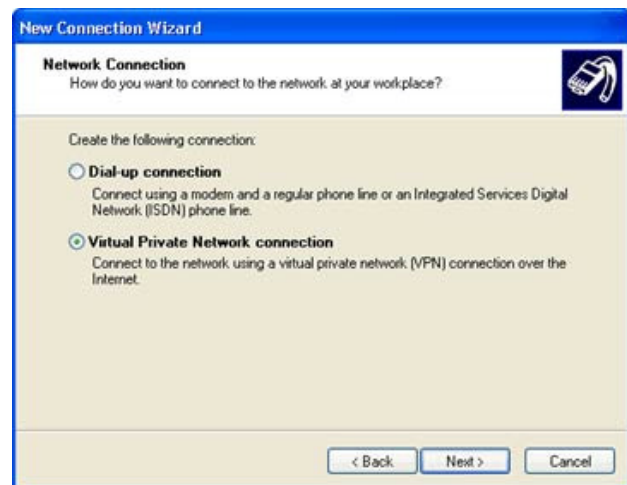 New Connection Wizard
Network Connection
How do you want to connect to the network at your workplace?
Create the following connection:
Dial-up connection
Connect using a modem and a regular phone line or an Integrated Services Digital
Network (ISDN) phone line.
Virtual Private Network connection
Connect to the network using a virtual private network (VPN) connection over the
Internet.
< Back Next > Cancel